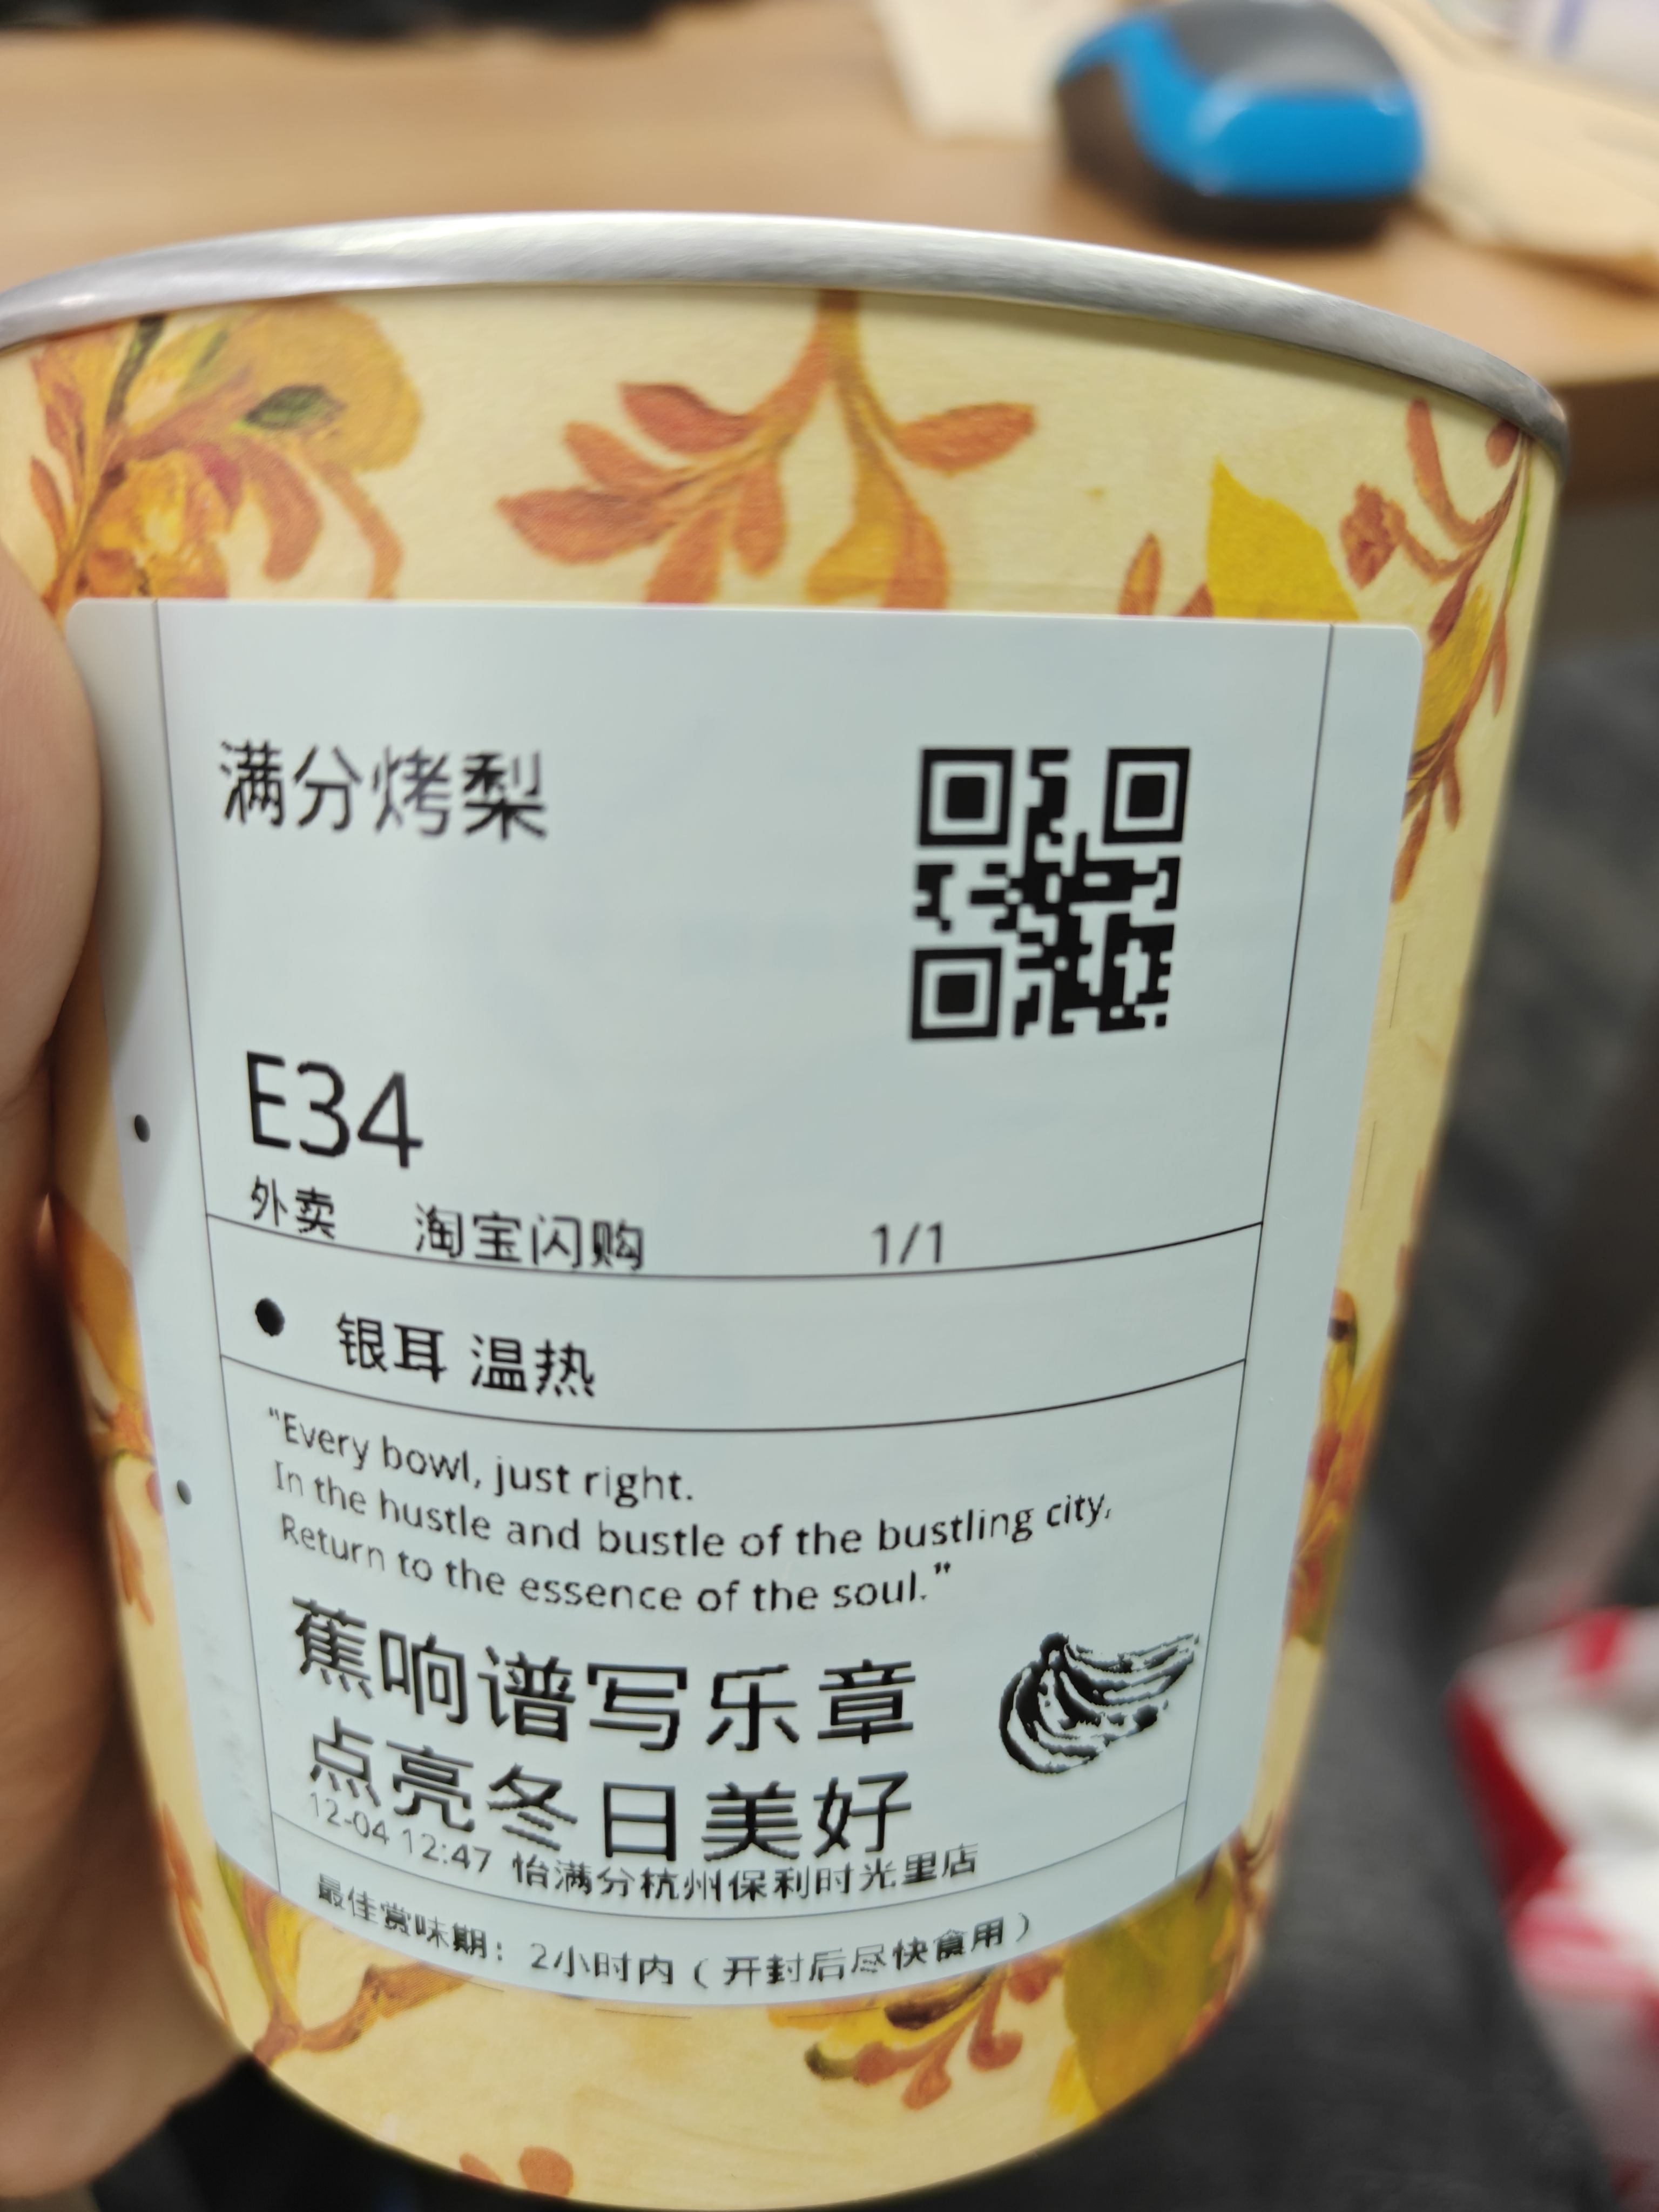 满分烤梨
E34
外卖 淘宝闪购 1/1
银耳 温热
"Every bowl, just right.
In the hustle and bustle of the bustling city,
Return to the essence of the soul."
蕉响谱写乐章
点亮冬日美好
12-04 12:47 怡满分杭州保利时光里店
最佳赏味期：2小时内（开封后尽快食用）